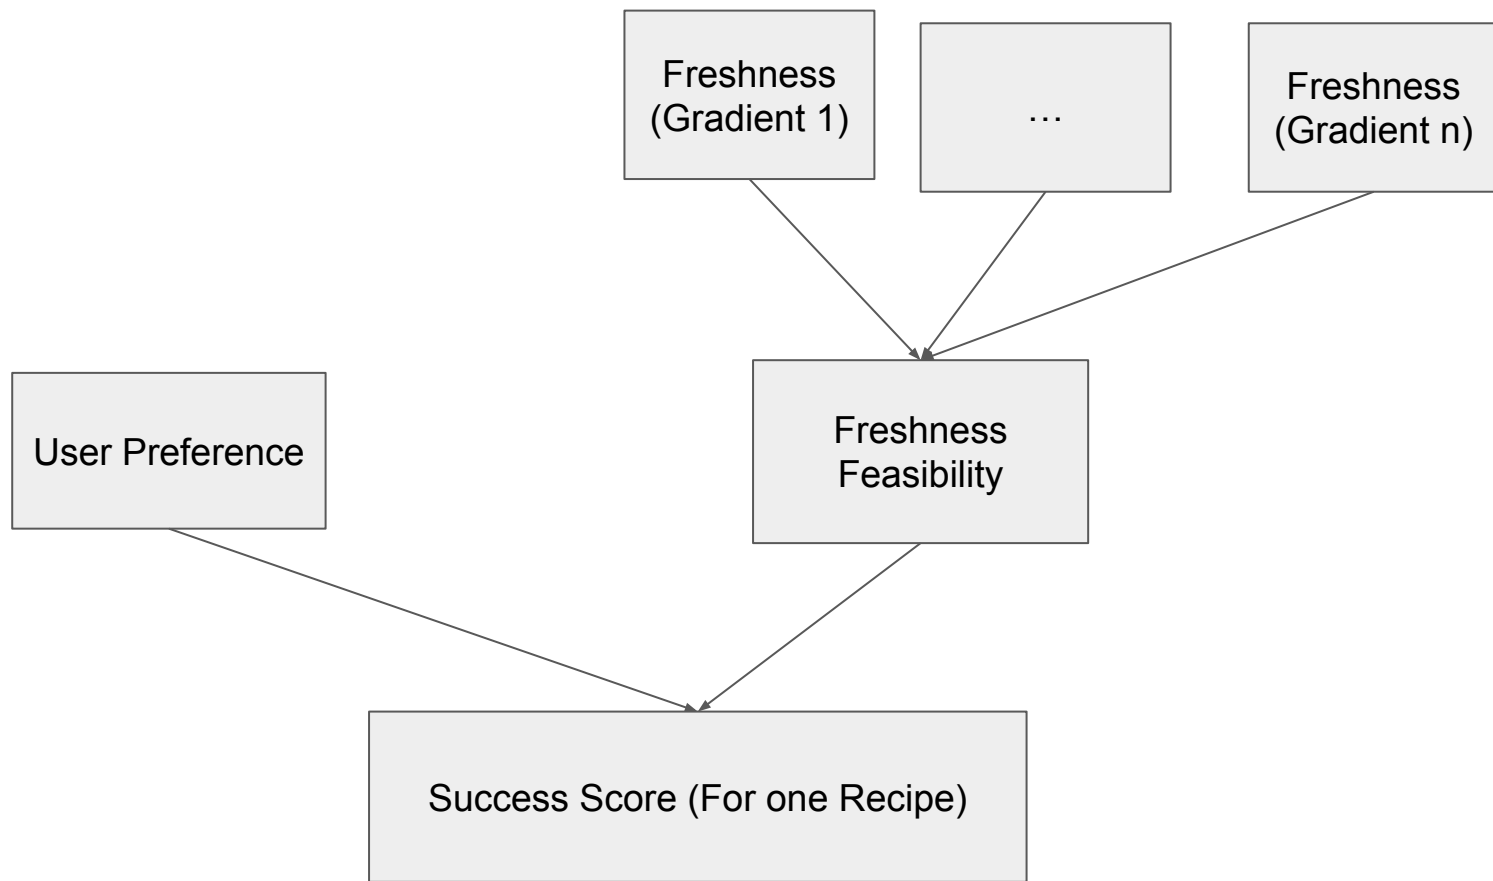 Freshness
(Gradient 1)
...
Freshness
(Gradient n)
User Preference
Freshness
Feasibility
Success Score (For one Recipe)